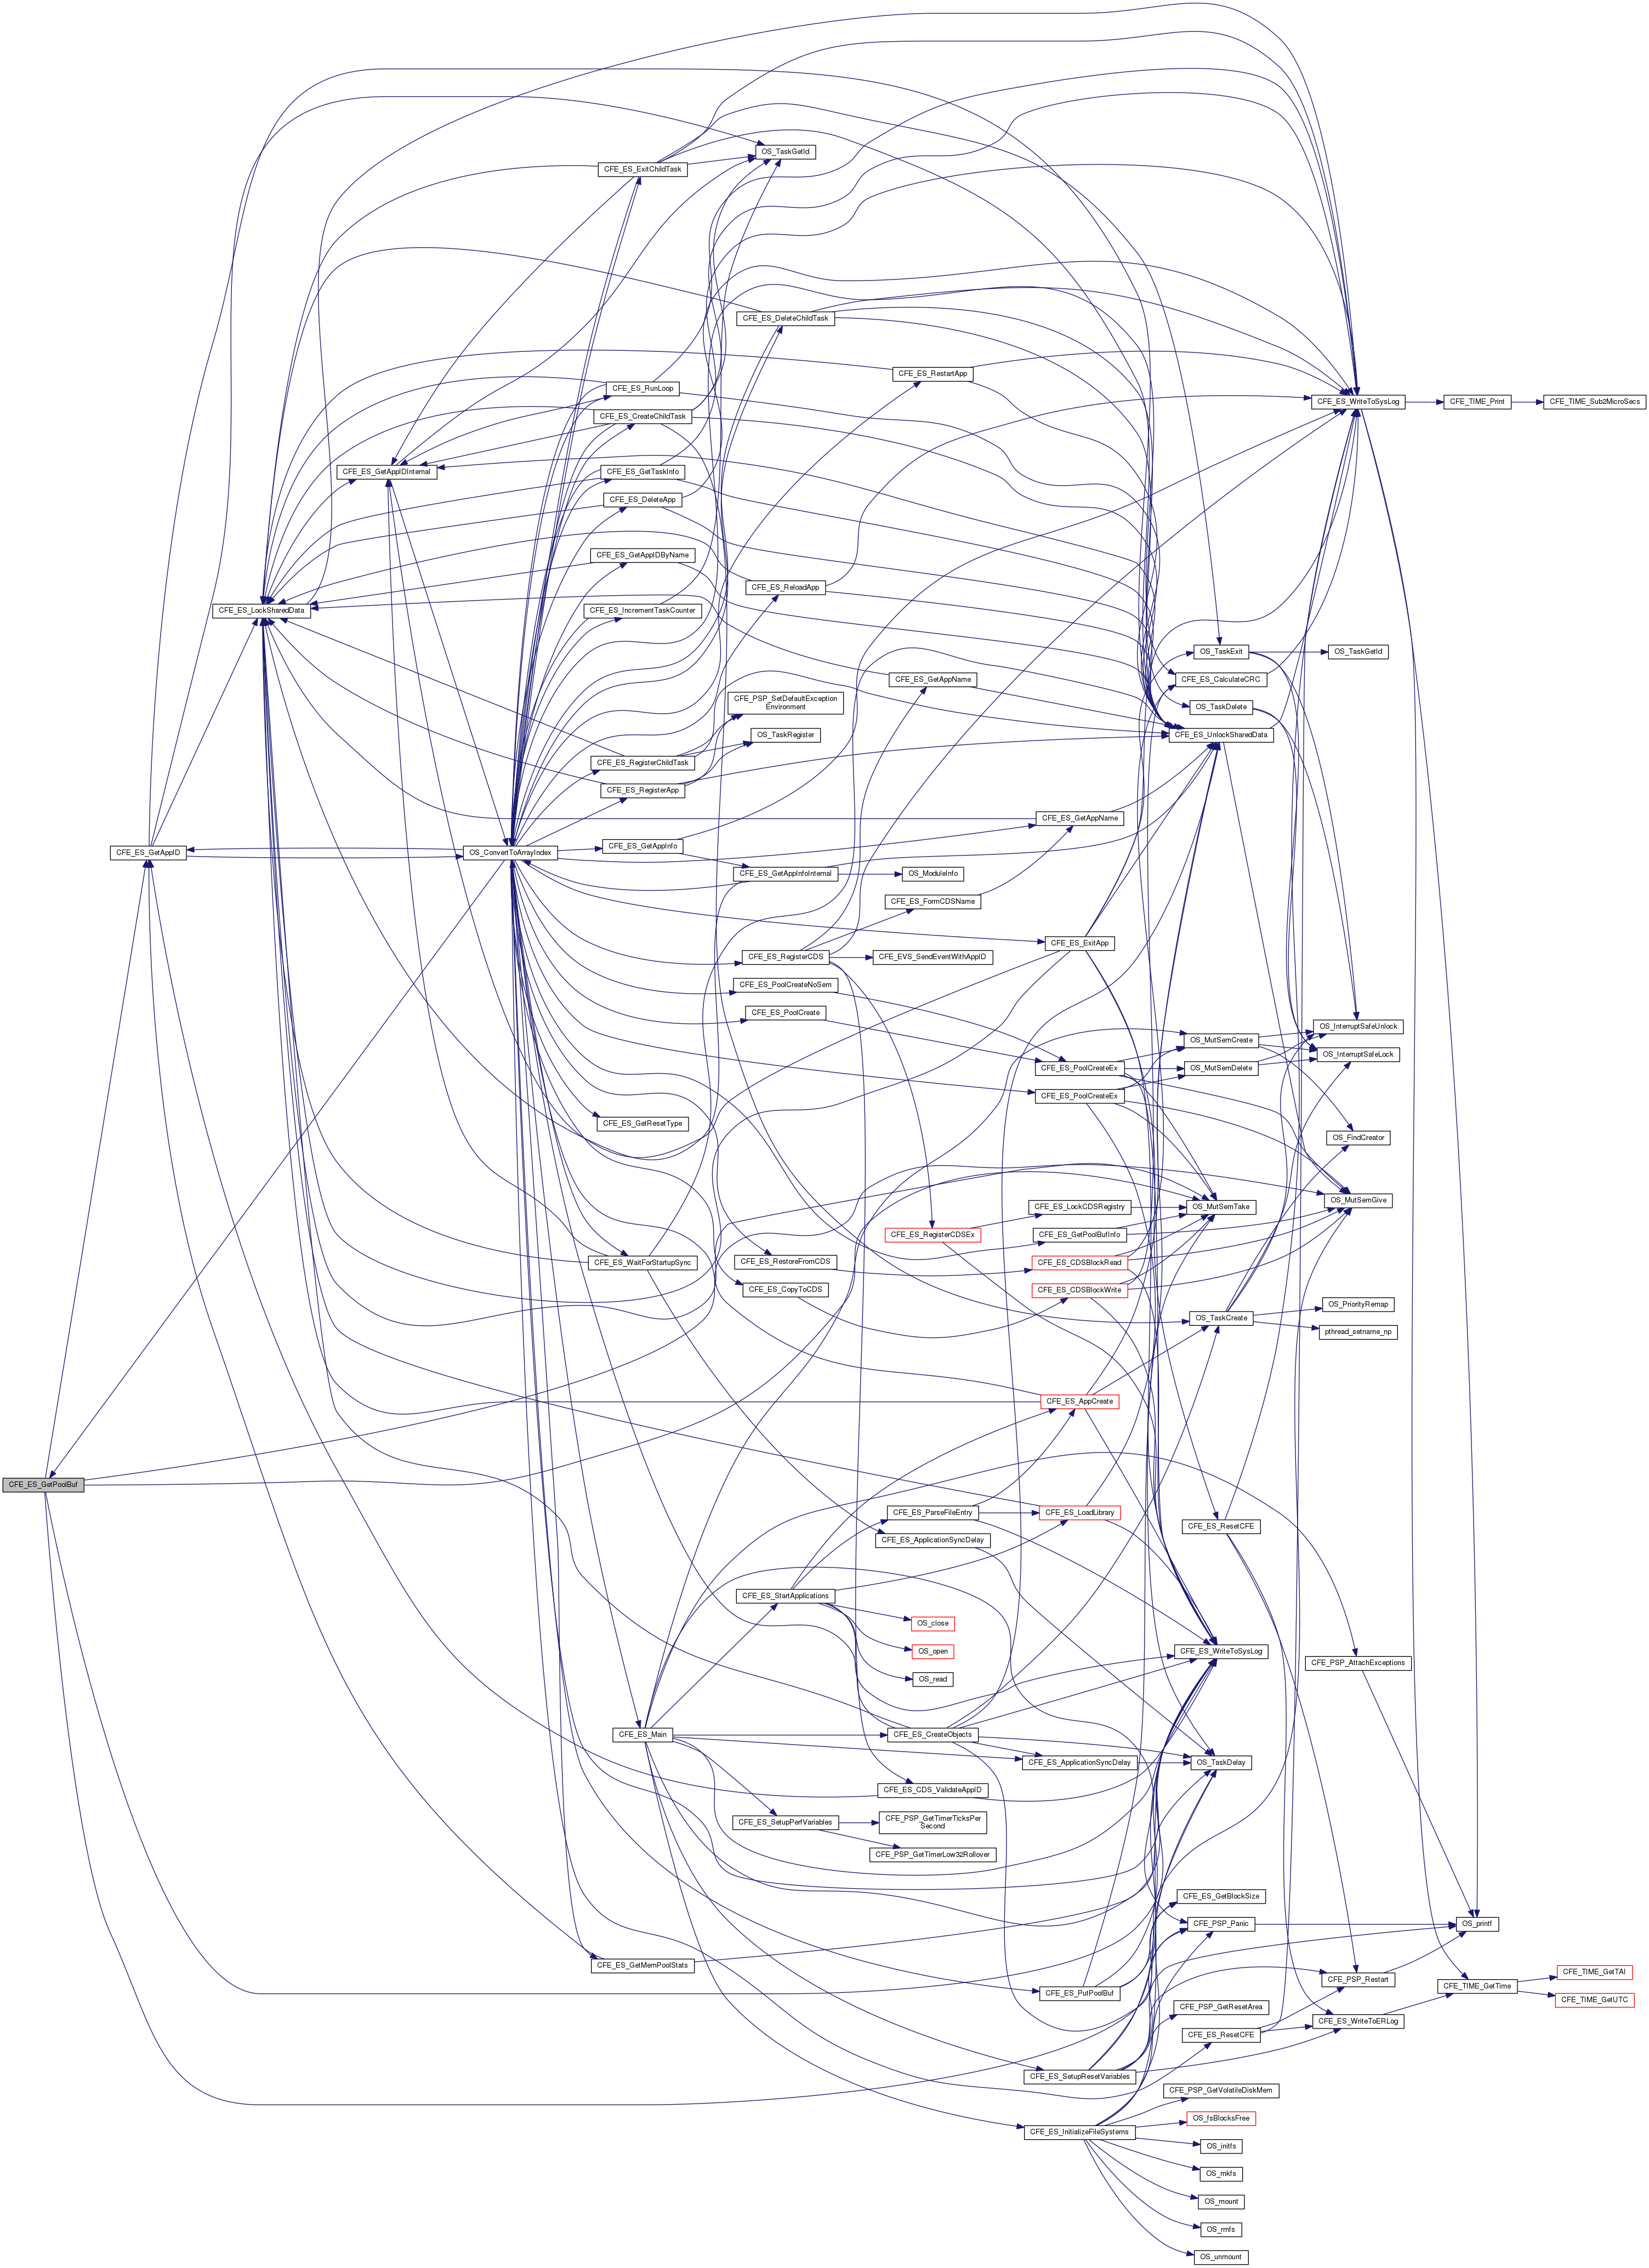 OS_TaskGetId
CFE_ES_ExitChildTask
CFE_ES_DeleteChildTask
CFE_ES_RestartApp
CFE_ES_RunLoop
CFE_ES_WriteToSysLog
CFE_TIME_Print
CFE_TIME_Sub2MicroSecs
CFE_ES_CreateChildTask
CFE_ES_GetAppIDInternal
CFE_ES_GetTaskInfo
CFE_ES_DeleteApp
CFE_ES_GetAppIDByName
CFE_ES_ReloadApp
CFE_ES_LockSharedData
CFE_ES_IncrementTaskCounter
OS_TaskExit
OS_TaskGetId
CFE_ES_GetAppName
CFE_ES_CalculateCRC
CFE_PSP_SetDefaultException
Environment
OS_TaskDelete
OS_TaskRegister
CFE_ES_UnlockSharedData
CFE_ES_RegisterChildTask
CFE_ES_RegisterApp
CFE_ES_GetAppName
CFE_ES_GetAppInfo
CFE_ES_GetAppID
OS_ConvertToArrayIndex
CFE_ES_GetAppInfoInternal
OS_ModuleInfo
CFE_ES_FormCDSName
CFE_ES_ExitApp
CFE_ES_RegisterCDS
CFE_EVS_SendEventWithAppID
CFE_ES_PoolCreateNoSem
CFE_ES_PoolCreate
OS_InterruptSafeUnlock
OS_MutSemCreate
OS_InterruptSafeLock
CFE_ES_PoolCreateEx
OS_MutSemDelete
CFE_ES_PoolCreateEx
CFE_ES_GetResetType
OS_FindCreator
OS_MutSemGive
CFE_ES_LockCDSRegistry
OS_MutSemTake
CFE_ES_RegisterCDSEx
CFE_ES_GetPoolBufInfo
CFE_ES_WaitForStartupSync
CFE_ES_RestoreFromCDS
CFE_ES_CDSBlockRead
CFE_ES_CopyToCDS
CFE_ES_CDSBlockWrite
OS_PriorityRemap
OS_TaskCreate
pthread_setname_np
CFE_ES_AppCreate
CFE_ES_GetPoolBuf
CFE_ES_ParseFileEntry
CFE_ES_LoadLibrary
CFE_ES_ResetCFE
CFE_ES_ApplicationSyncDelay
CFE_ES_StartApplications
OS_close
OS_open
CFE_ES_WriteToSysLog
CFE_PSP_AttachExceptions
OS_read
CFE_ES_Main
CFE_ES_CreateObjects
CFE_ES_ApplicationSyncDelay
OS_TaskDelay
CFE_ES_CDS_ValidateAppID
CFE_ES_SetupPerfVariables
CFE_PSP_GetTimerTicksPer
Second
CFE_PSP_GetTimerLow32Rollover
CFE_ES_GetBlockSize
CFE_PSP_Panic
OS_printf
CFE_ES_GetMemPoolStats
CFE_TIME_GetTAI
CFE_PSP_Restart
CFE_TIME_GetTime
CFE_ES_PutPoolBuf
CFE_TIME_GetUTC
CFE_PSP_GetResetArea
CFE_ES_WriteToERLog
CFE_ES_ResetCFE
CFE_ES_SetupResetVariables
CFE_PSP_GetVolatileDiskMem
OS_fsBlocksFree
CFE_ES_InitializeFileSystems
OS_initfs
OS_mkfs
OS_mount
OS_rmfs
OS_unmount